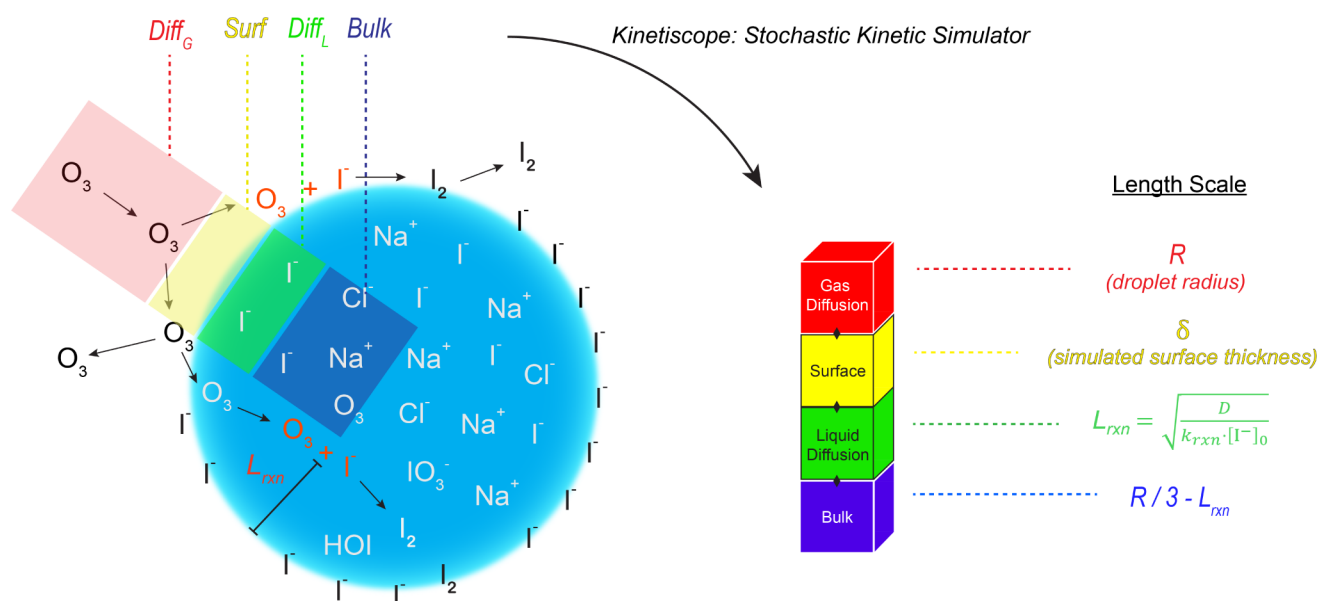 Diff_G Surf Diff_L Bulk
Kinetiscope: Stochastic Kinetic Simulator
O₃
O₃
O₃ + I⁻
I₂
I₂
O₃
O₃
O₃
O₃ + I⁻
I₂
L_rxn
I⁻
I⁻
I⁻
Cl⁻
Na⁺
O₃
Na⁺
I⁻
I⁻
Na⁺
Na⁺
I⁻
Cl⁻
Cl⁻
Na⁺
I⁻
IO₃⁻
Na⁺
HOI
I⁻
I⁻
I⁻
I⁻
I⁻
I⁻
I⁻
I⁻
I⁻
I⁻
I⁻
I₂
I⁻
I⁻
I⁻
I⁻
I⁻
Gas
Diffusion
Surface
Liquid
Diffusion
Bulk
Length Scale
R
(droplet radius)
δ
(simulated surface thickness)
L_rxn = √(D / k_rxn·[I⁻]₀)
R / 3 - L_rxn